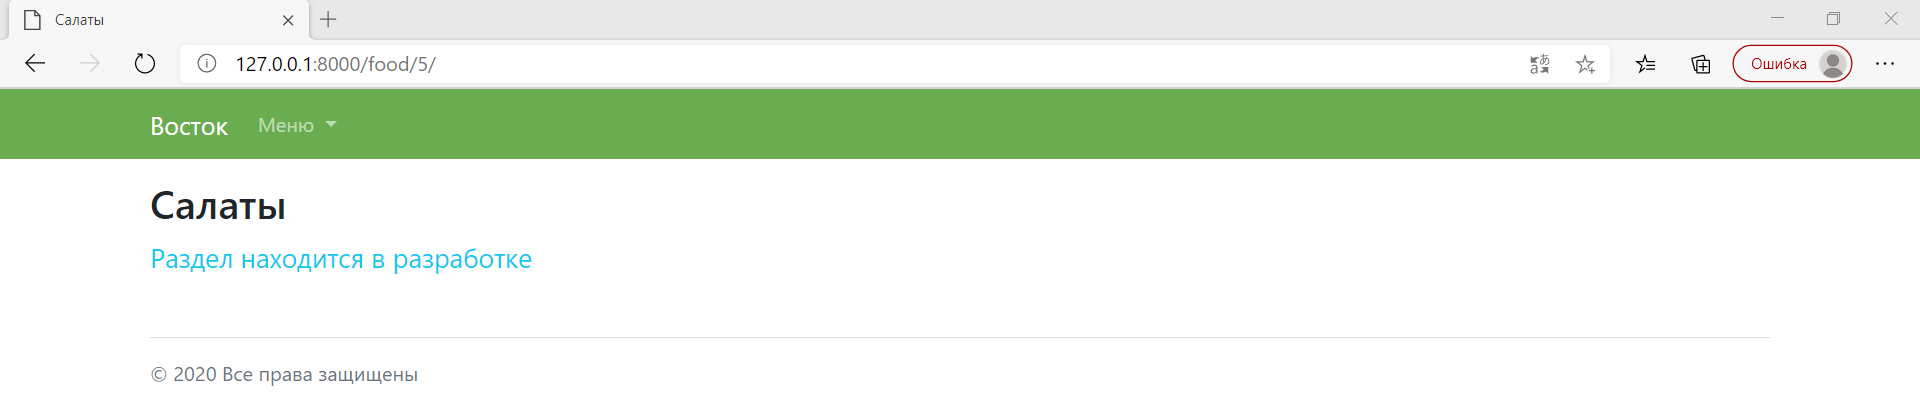 Салаты
127.0.0.1:8000/food/5/
Ошибка
Восток Меню
Салаты
Раздел находится в разработке
© 2020 Все права защищены